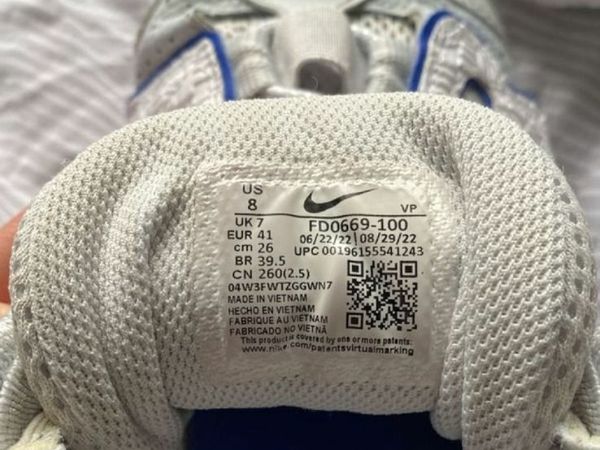 US
8
VP
UK 7
FD0669-100
EUR 41
06/22/22 08/29/22
cm 26
UPC 00196155541243
BR 39.5
CN 260(2.5)
04W3FWTZGGWN7
MADE IN VIETNAM
HECHO EN VIETNAM
FABRIQUE AU VIETNAM
FABRICADO NO VIETNÃ
This product is covered by one or more patents:
www.nike.com/patentsvirtualmarking